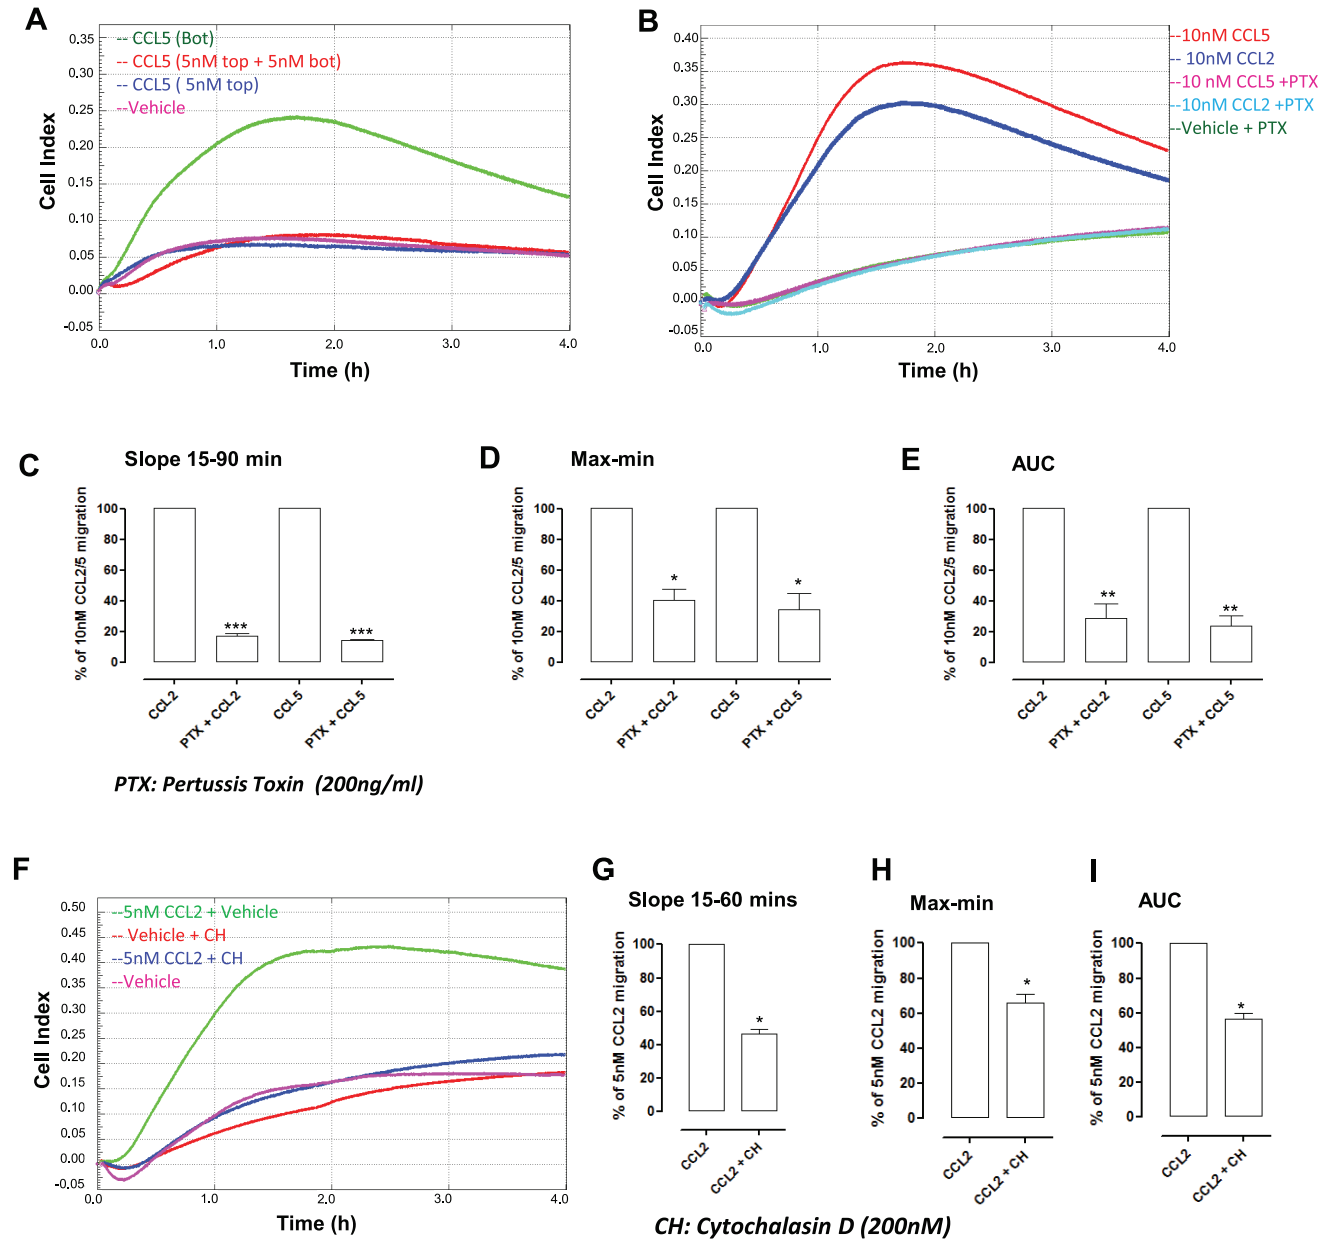 A
-- CCL5 (Bot)
-- CCL5 (5nM top + 5nM bot)
-- CCL5 ( 5nM top)
--Vehicle
Cell Index
0.35
0.30
0.25
0.20
0.15
0.10
0.05
0.00
-0.05
0.0 1.0 2.0 3.0 4.0
Time (h)
B
--10nM CCL5
-- 10nM CCL2
--10 nM CCL5 +PTX
--10nM CCL2 +PTX
--Vehicle + PTX
Cell Index
0.40
0.35
0.30
0.25
0.20
0.15
0.10
0.05
0.00
-0.05
0.0 1.0 2.0 3.0 4.0
Time (h)
C
Slope 15-90 min
% of 10nM CCL2/5 migration
100
80
60
40
20
0
*** ***
CCL2 PTX + CCL2 CCL5 PTX + CCL5
D
Max-min
% of 10nM CCL2/5 migration
100
80
60
40
20
0
* *
CCL2 PTX + CCL2 CCL5 PTX + CCL5
E
AUC
% of 10nM CCL2/5 migration
100
80
60
40
20
0
** **
CCL2 PTX + CCL2 CCL5 PTX + CCL5
PTX: Pertussis Toxin (200ng/ml)
F
--5nM CCL2 + Vehicle
-- Vehicle + CH
--5nM CCL2 + CH
--Vehicle
Cell Index
0.50
0.45
0.40
0.35
0.30
0.25
0.20
0.15
0.10
0.05
0.00
-0.05
0.0 1.0 2.0 3.0 4.0
Time (h)
G
Slope 15-60 mins
% of 5nM CCL2 migration
100
80
60
40
20
0
*
CCL2 CCL2 + CH
H
Max-min
% of 5nM CCL2 migration
100
80
60
40
20
0
*
CCL2 CCL2 + CH
I
AUC
% of 5nM CCL2 migration
100
80
60
40
20
0
*
CCL2 CCL2 + CH
CH: Cytochalasin D (200nM)